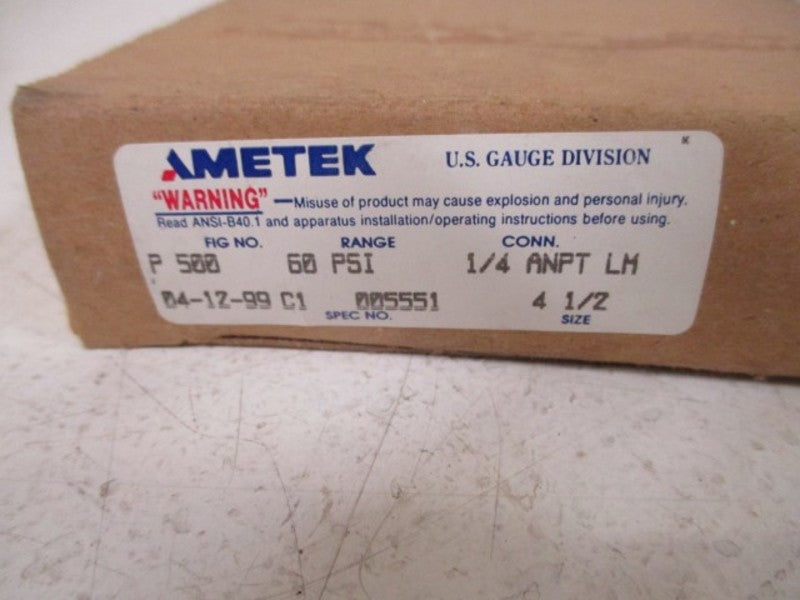 AMETEK U.S. GAUGE DIVISION
"WARNING" — Misuse of product may cause explosion and personal injury.
Read ANSI-B40.1 and apparatus installation/operating instructions before using.
FIG NO. RANGE CONN.
P 500 60 PSI 1/4 ANPT LM
04-12-99 C1 005551 4 1/2
SPEC NO. SIZE